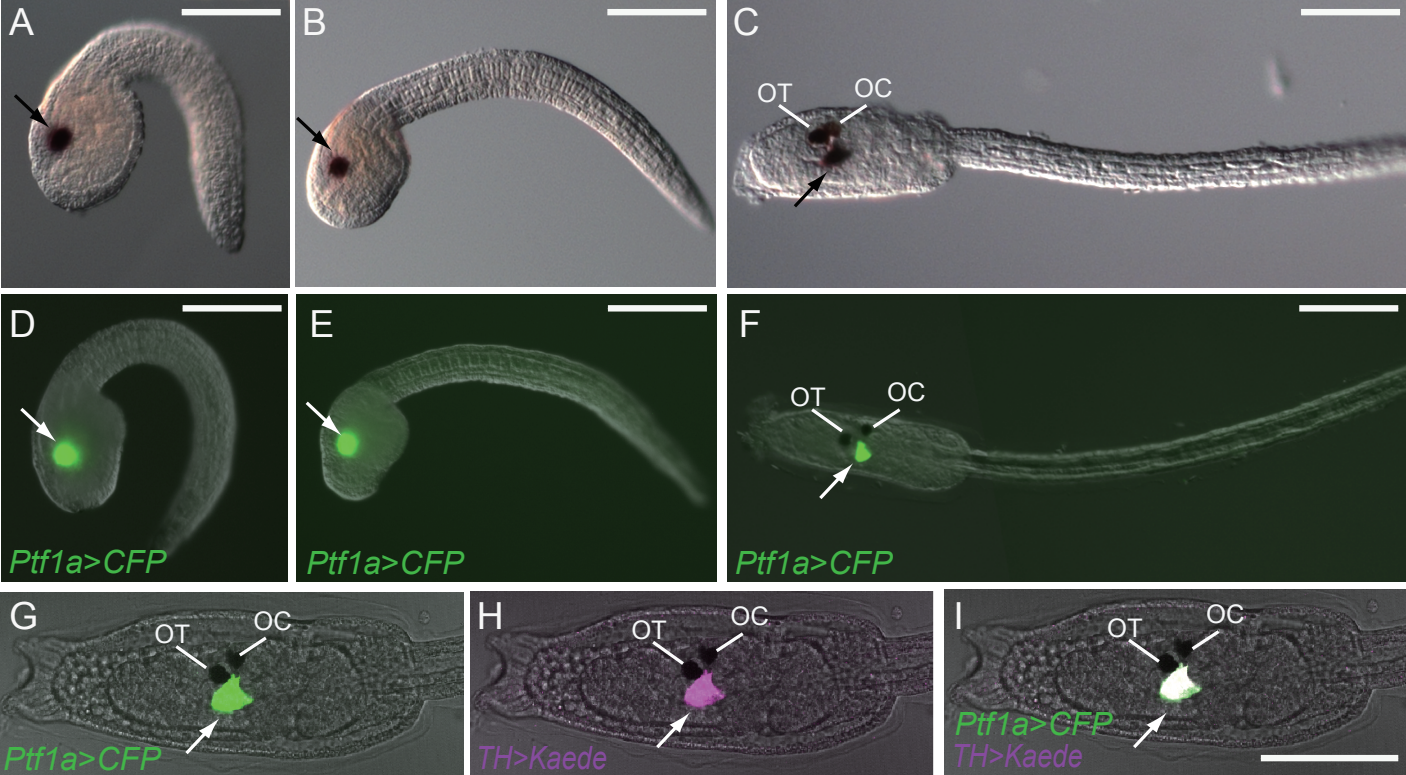 A
B
C
OT
OC
D
E
F
OT
OC
Ptf1a>CFP
Ptf1a>CFP
Ptf1a>CFP
G
OT
OC
Ptf1a>CFP
H
OT
OC
TH>Kaede
I
OT
OC
Ptf1a>CFP
TH>Kaede